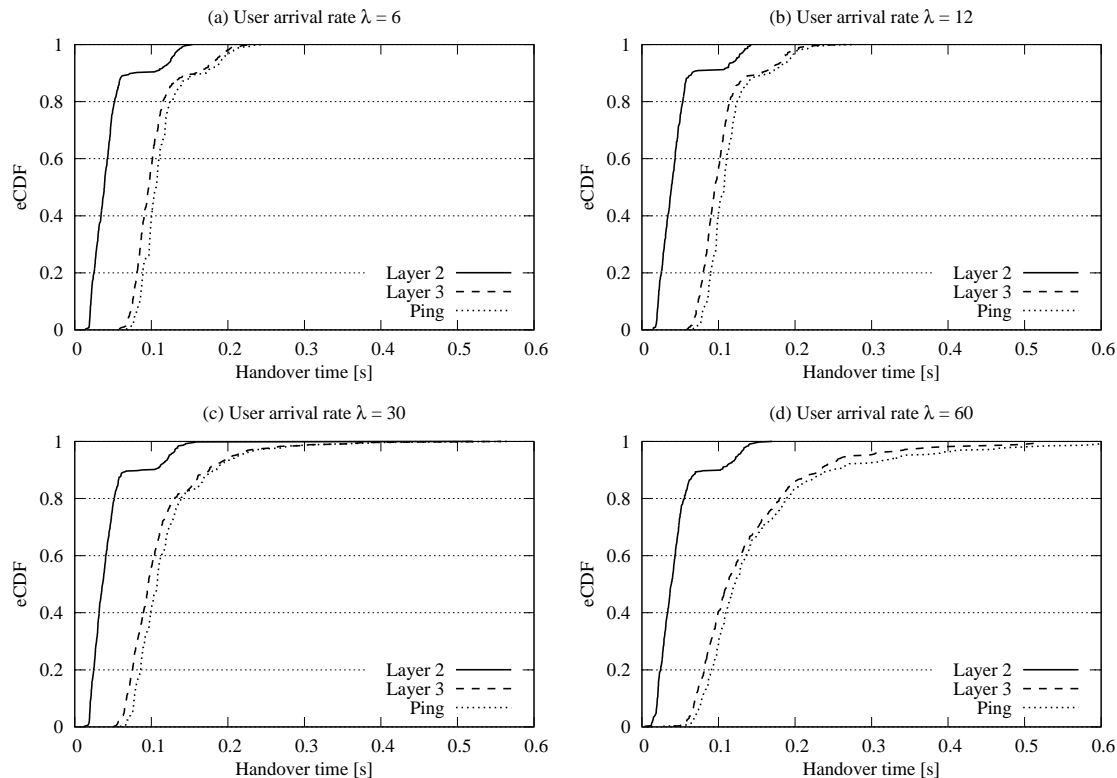 (a) User arrival rate λ = 6
1
0.8
0.6
0.4
0.2
0
eCDF
Layer 2
Layer 3
Ping
0 0.1 0.2 0.3 0.4 0.5 0.6
Handover time [s]
(b) User arrival rate λ = 12
1
0.8
0.6
0.4
0.2
0
eCDF
Layer 2
Layer 3
Ping
0 0.1 0.2 0.3 0.4 0.5 0.6
Handover time [s]
(c) User arrival rate λ = 30
1
0.8
0.6
0.4
0.2
0
eCDF
Layer 2
Layer 3
Ping
0 0.1 0.2 0.3 0.4 0.5 0.6
Handover time [s]
(d) User arrival rate λ = 60
1
0.8
0.6
0.4
0.2
0
eCDF
Layer 2
Layer 3
Ping
0 0.1 0.2 0.3 0.4 0.5 0.6
Handover time [s]